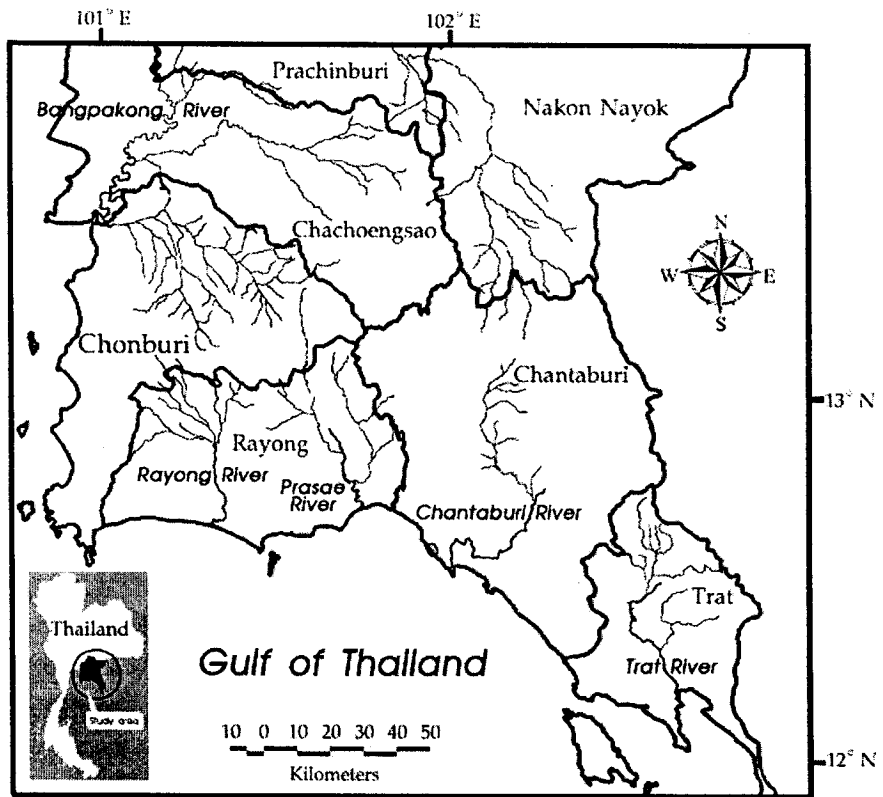 101° E
102° E
Prachinburi
Bangpakong River
Nakon Nayok
Chachoengsao
N
W
E
S
Chonburi
Chantaburi
13° N
Rayong
Rayong River
Prasae
River
Chantaburi River
Thailand
Study area
Trat
Trat River
Gulf of Thailand
10 0 10 20 30 40 50
Kilometers
12° N